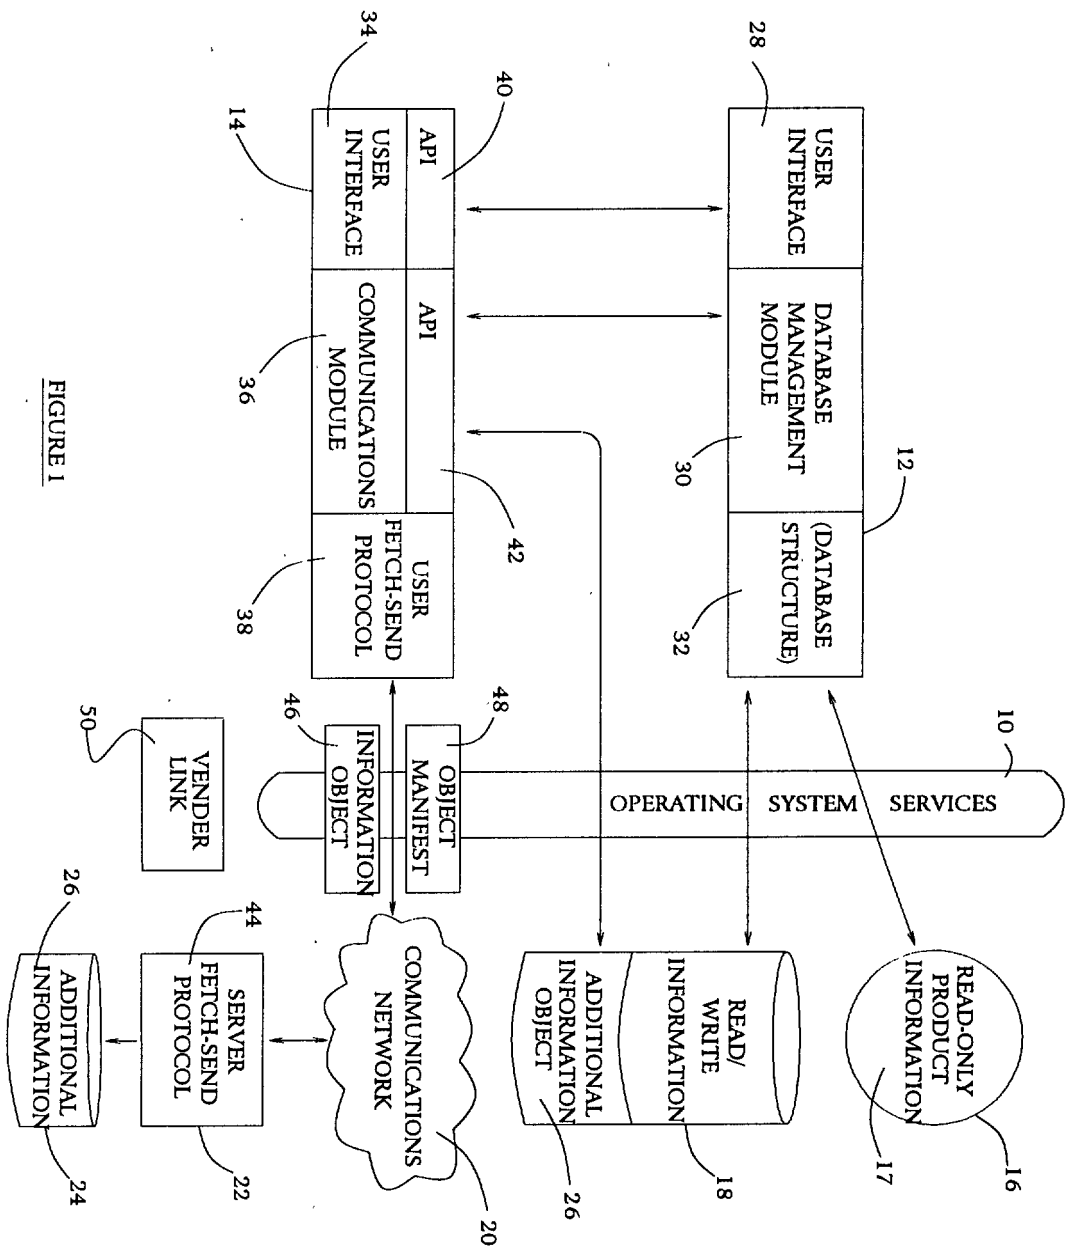 10
12
16
28
USER
INTERFACE
DATABASE
MANAGEMENT
MODULE
30
(DATABASE
STRUCTURE)
32
OPERATING SYSTEM SERVICES
READ-ONLY
PRODUCT
INFORMATION
17
READ/
WRITE
INFORMATION
18
ADDITIONAL
INFORMATION
OBJECT
26
34
40
API
USER
INTERFACE
14
API
COMMUNICATIONS
MODULE
36
42
USER
FETCH-SEND
PROTOCOL
38
48
OBJECT
MANIFEST
46
INFORMATION
OBJECT
COMMUNICATIONS
NETWORK
20
50
VENDER
LINK
44
SERVER
FETCH-SEND
PROTOCOL
22
26
ADDITIONAL
INFORMATION
24
FIGURE 1